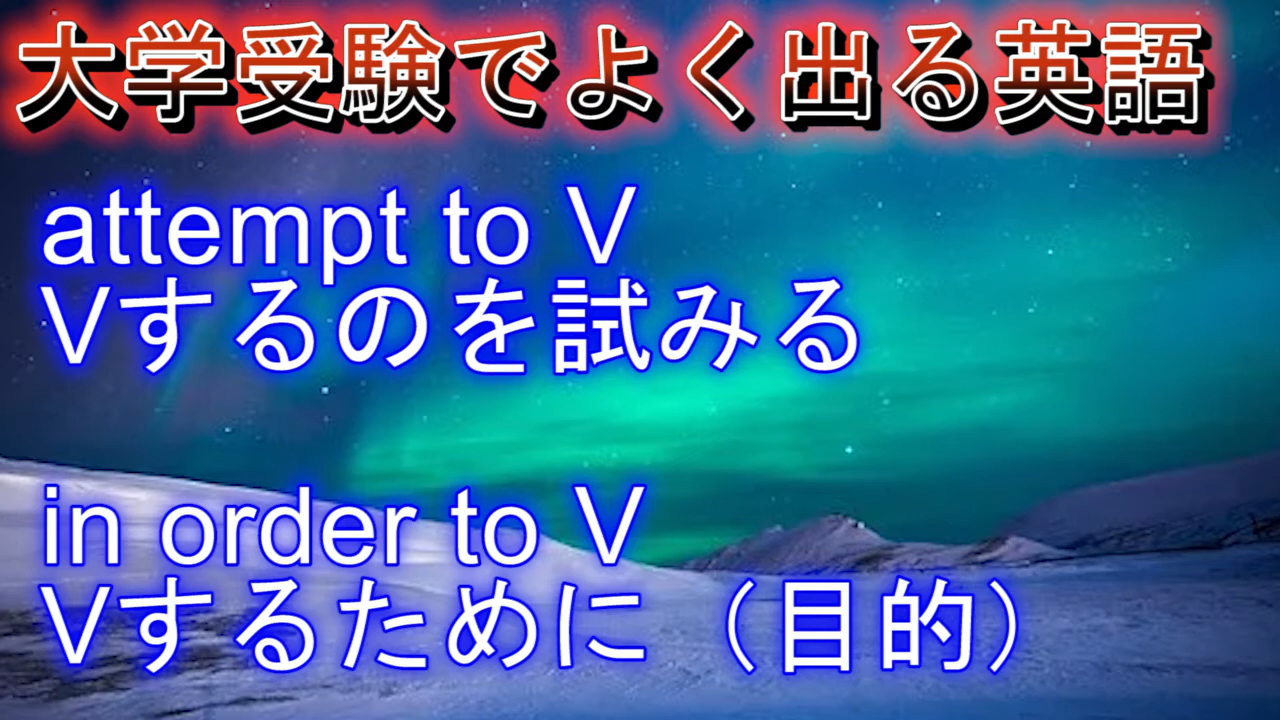 大学受験でよく出る英語
attempt to V
Vするのを試みる
in order to V
Vするために（目的）